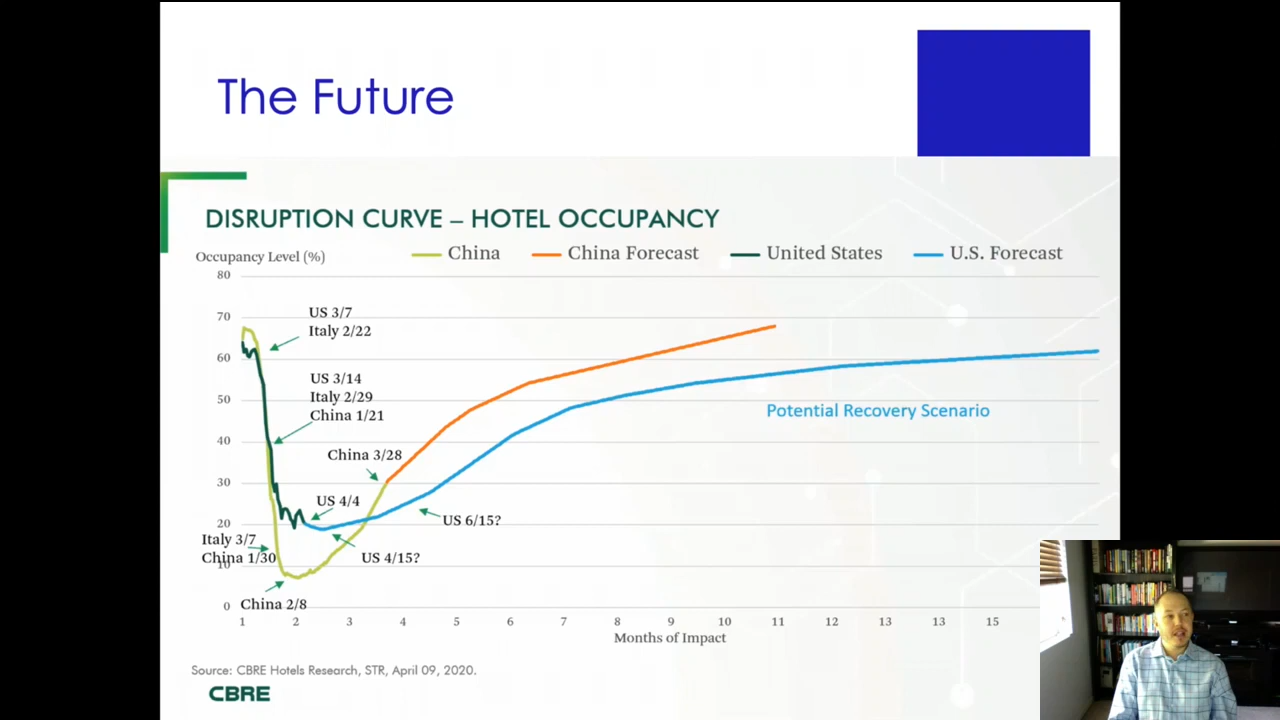 The Future
DISRUPTION CURVE – HOTEL OCCUPANCY
Occupancy Level (%)
China
China Forecast
United States
U.S. Forecast
80
70
60
50
40
30
20
10
0
US 3/7
Italy 2/22
US 3/14
Italy 2/29
China 1/21
China 3/28
US 4/4
US 6/15?
Italy 3/7
China 1/30
US 4/15?
China 2/8
Potential Recovery Scenario
1 2 3 4 5 6 7 8 9 10 11 12 13 13 15
Months of Impact
Source: CBRE Hotels Research, STR, April 09, 2020.
CBRE